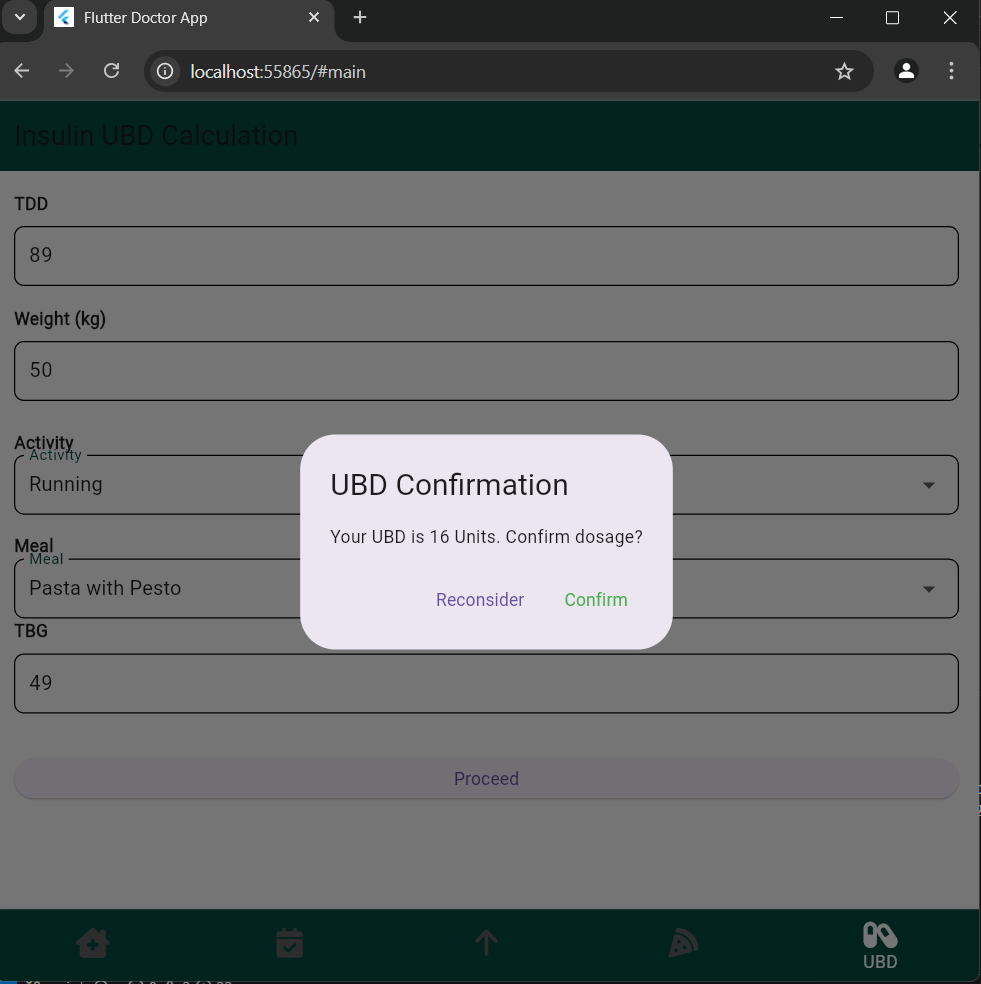 Flutter Doctor App
localhost:55865/#main
Insulin UBD Calculation
TDD
89
Weight (kg)
50
Activity
Activity
Running
Meal
Meal
Pasta with Pesto
UBD Confirmation
Your UBD is 16 Units. Confirm dosage?
Reconsider Confirm
TBG
49
Proceed
UBD